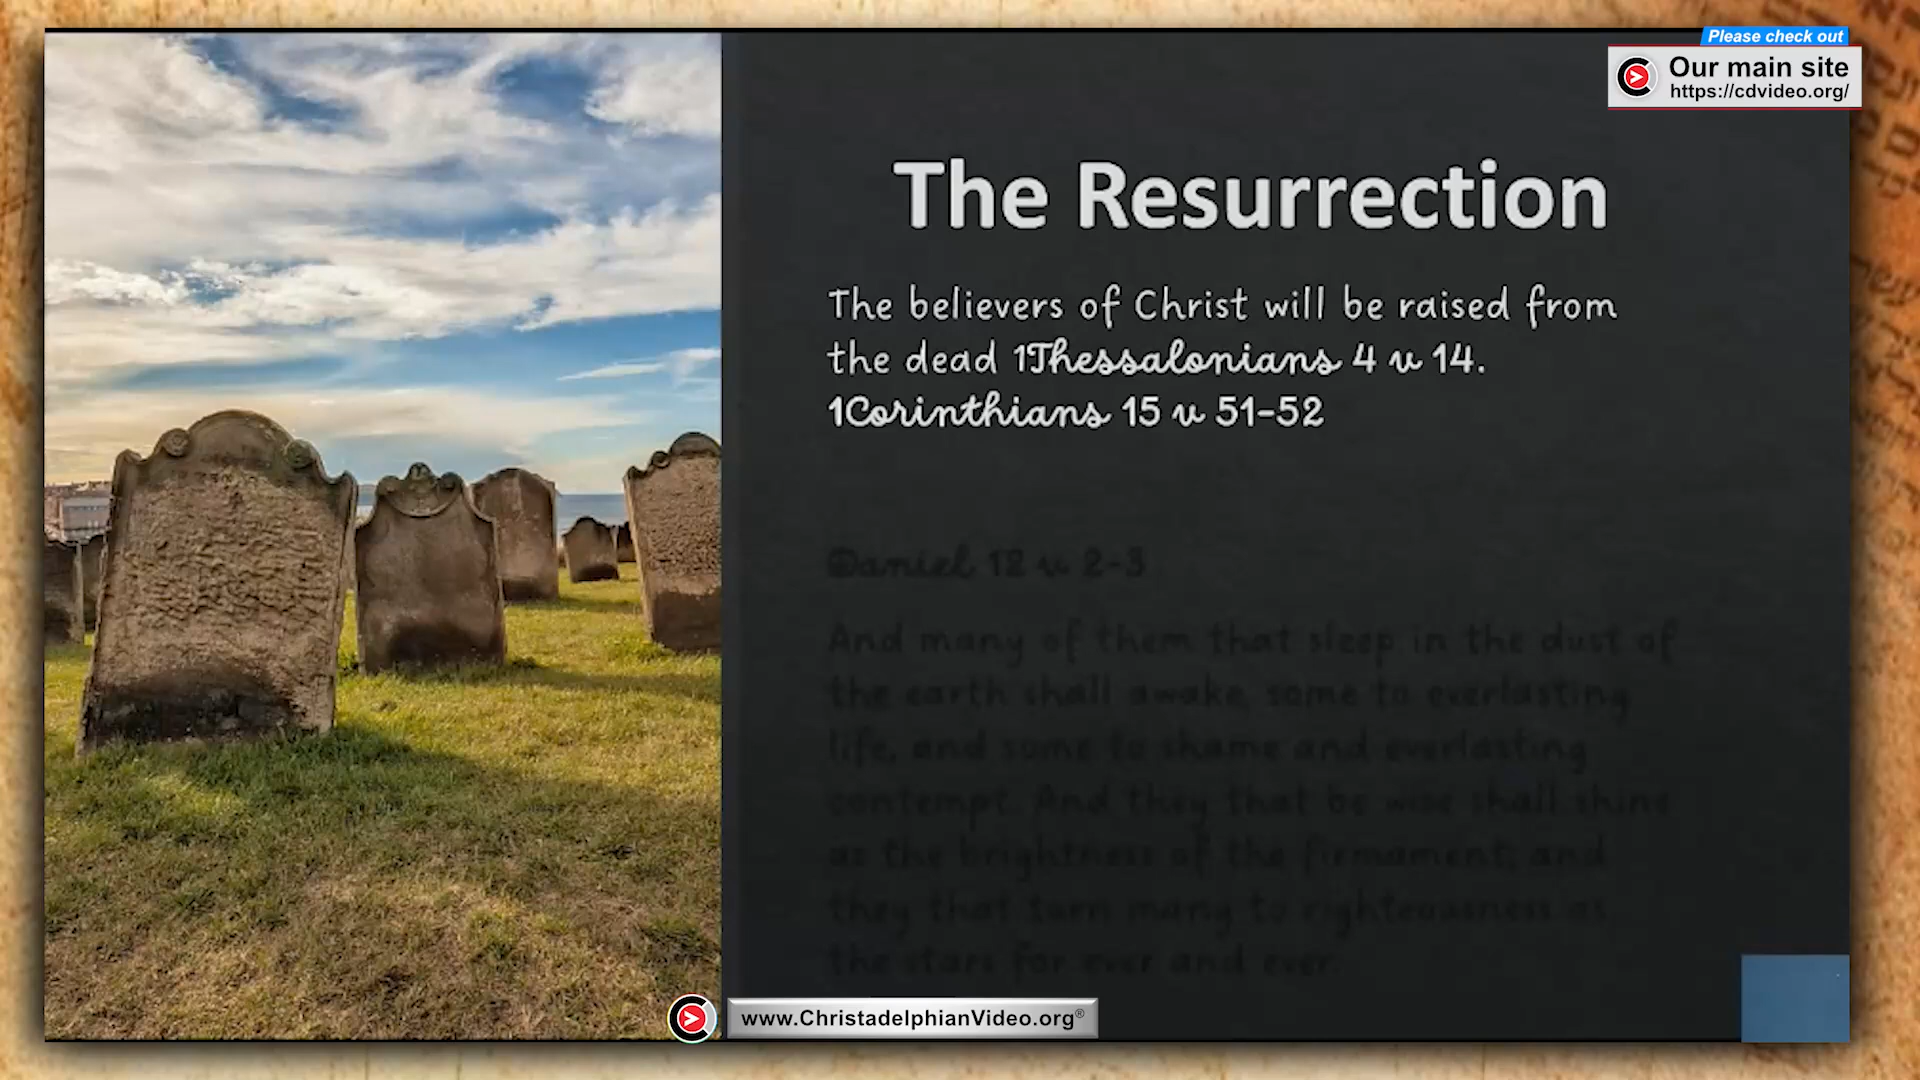 Please check out
Our main site
https://cdvideo.org/
The Resurrection
The believers of Christ will be raised from
the dead 1Thessalonians 4 v 14.
1Corinthians 15 v 51-52
Daniel 12 v 2-3
And many of them that sleep in the dust of
the earth shall awake, some to everlasting
life, and some to shame and everlasting
contempt. And they that be wise shall shine
as the brightness of the firmament; and
they that turn many to righteousness as
the stars for ever and ever.
www.ChristadelphianVideo.org®